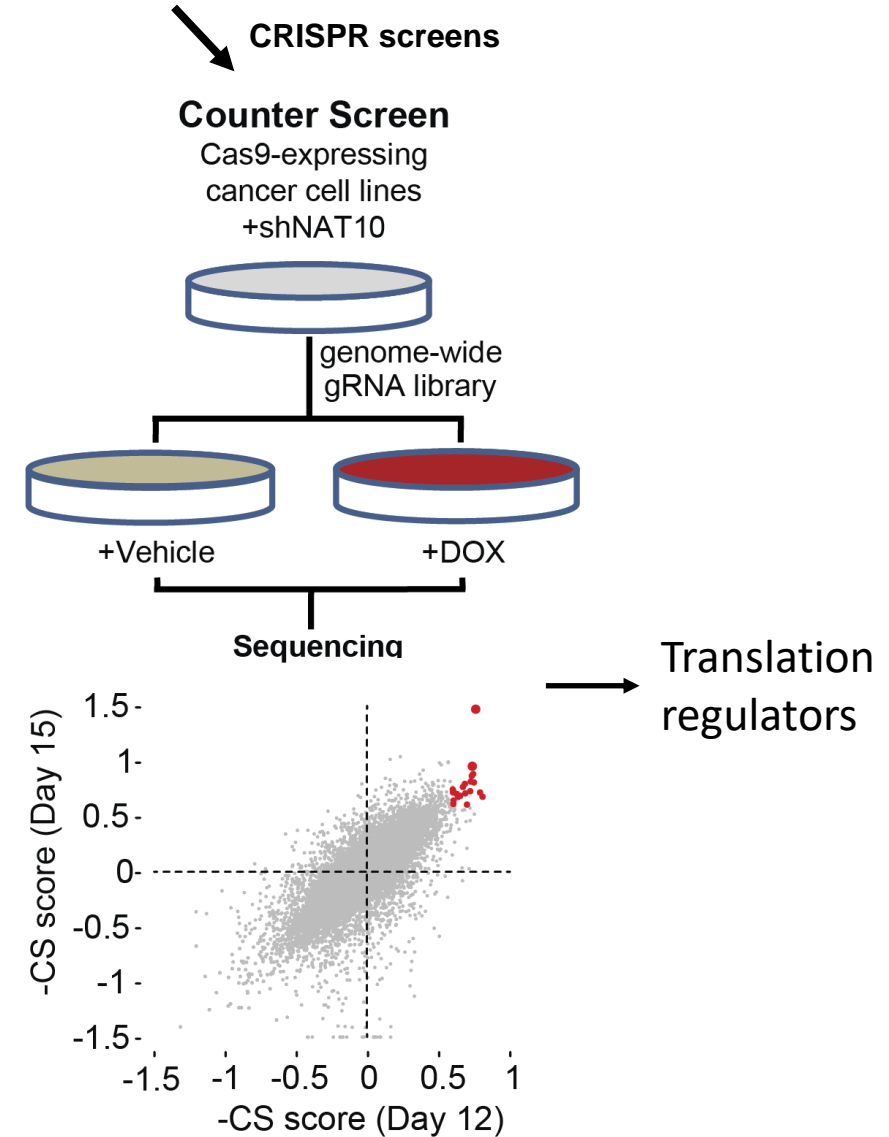 CRISPR screens
Counter Screen
Cas9-expressing
cancer cell lines
+shNAT10
genome-wide
gRNA library
+Vehicle
+DOX
Sequencing
Translation
regulators
-CS score (Day 15)
1.5
1
0.5
0
-0.5
-1
-1.5
-1.5 -1 -0.5 0 0.5 1
-CS score (Day 12)